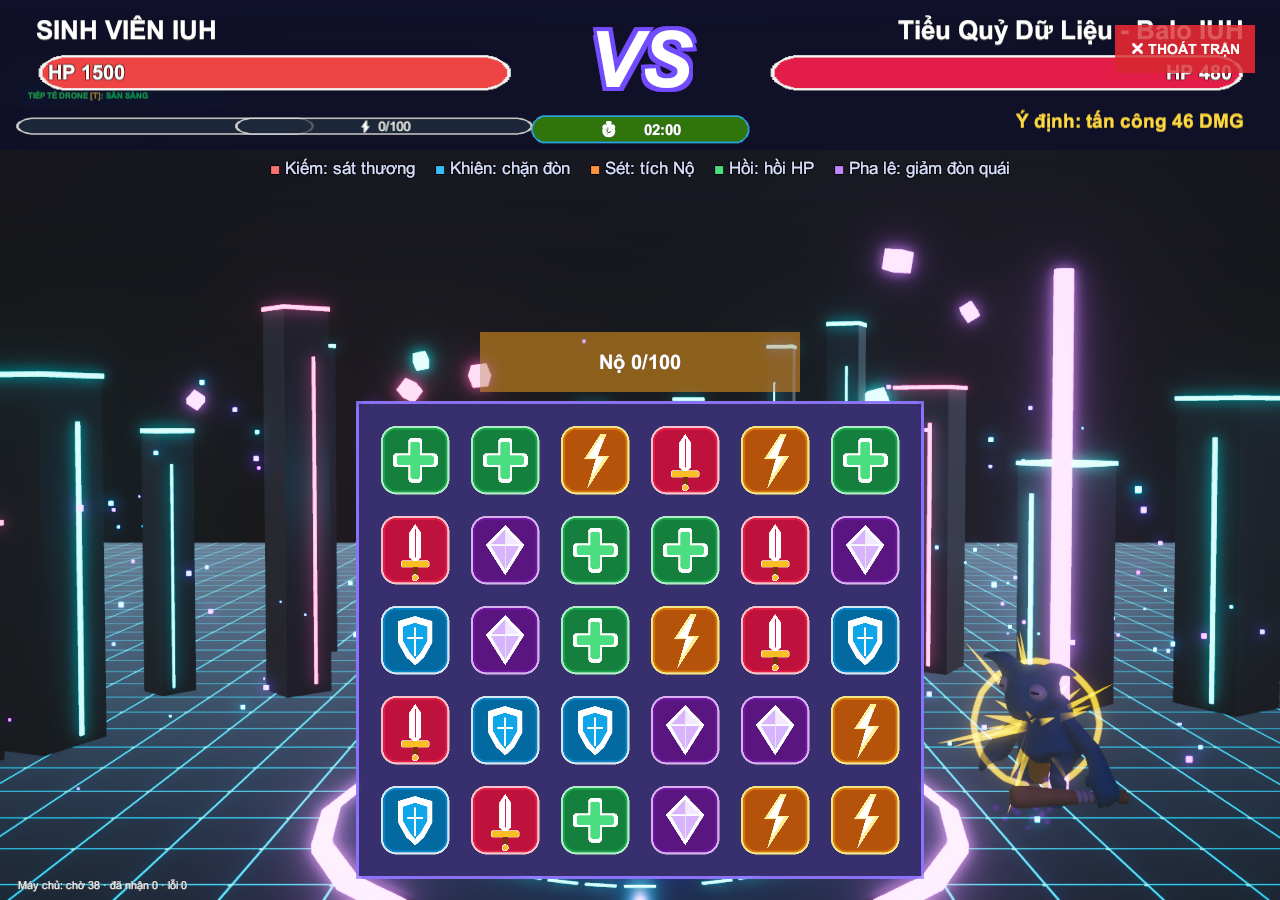 SINH VIÊN IUH
VS
Tiểu Quỷ Dữ Liệu - Balo IUH
✕ THOÁT TRẬN
HP 1500
HP 480
TIẾP TẾ DRONE [T]: SẴN SÀNG
0/100
02:00
Ý định: tấn công 46 DMG
Kiếm: sát thương
Khiên: chặn đòn
Sét: tích Nộ
Hồi: hồi HP
Pha lê: giảm đòn quái
Nộ 0/100
Máy chủ: chờ 38 · đã nhận 0 · lỗi 0